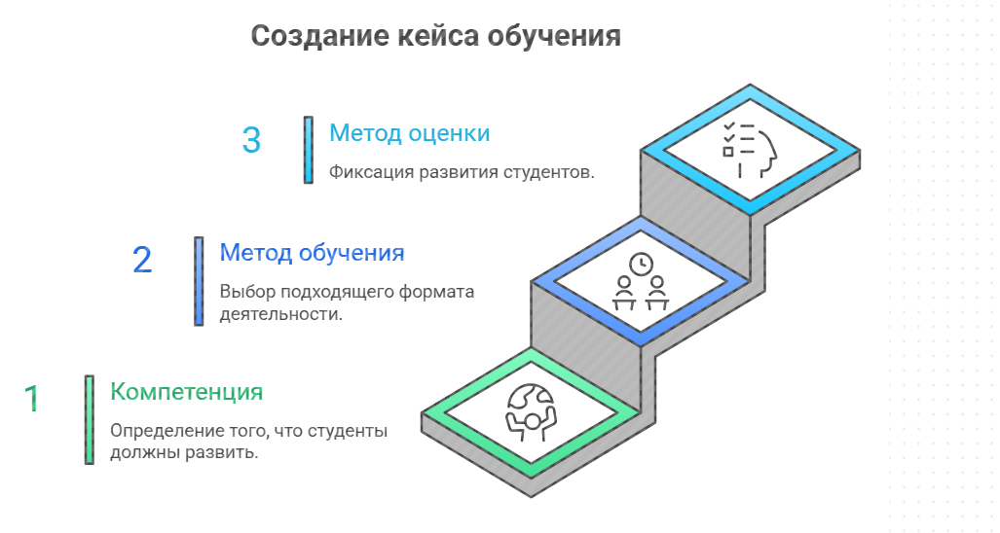 Создание кейса обучения
3
Метод оценки
Фиксация развития студентов.
2
Метод обучения
Выбор подходящего формата
деятельности.
1
Компетенция
Определение того, что студенты
должны развить.